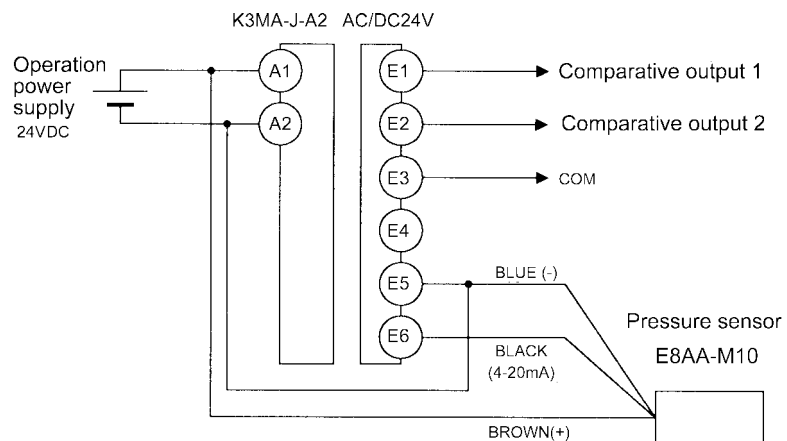 K3MA-J-A2 AC/DC24V
Operation
power
supply
24VDC
A1
A2
E1
E2
E3
E4
E5
E6
Comparative output 1
Comparative output 2
COM
BLUE (-)
BLACK
(4-20mA)
BROWN(+)
Pressure sensor
E8AA-M10